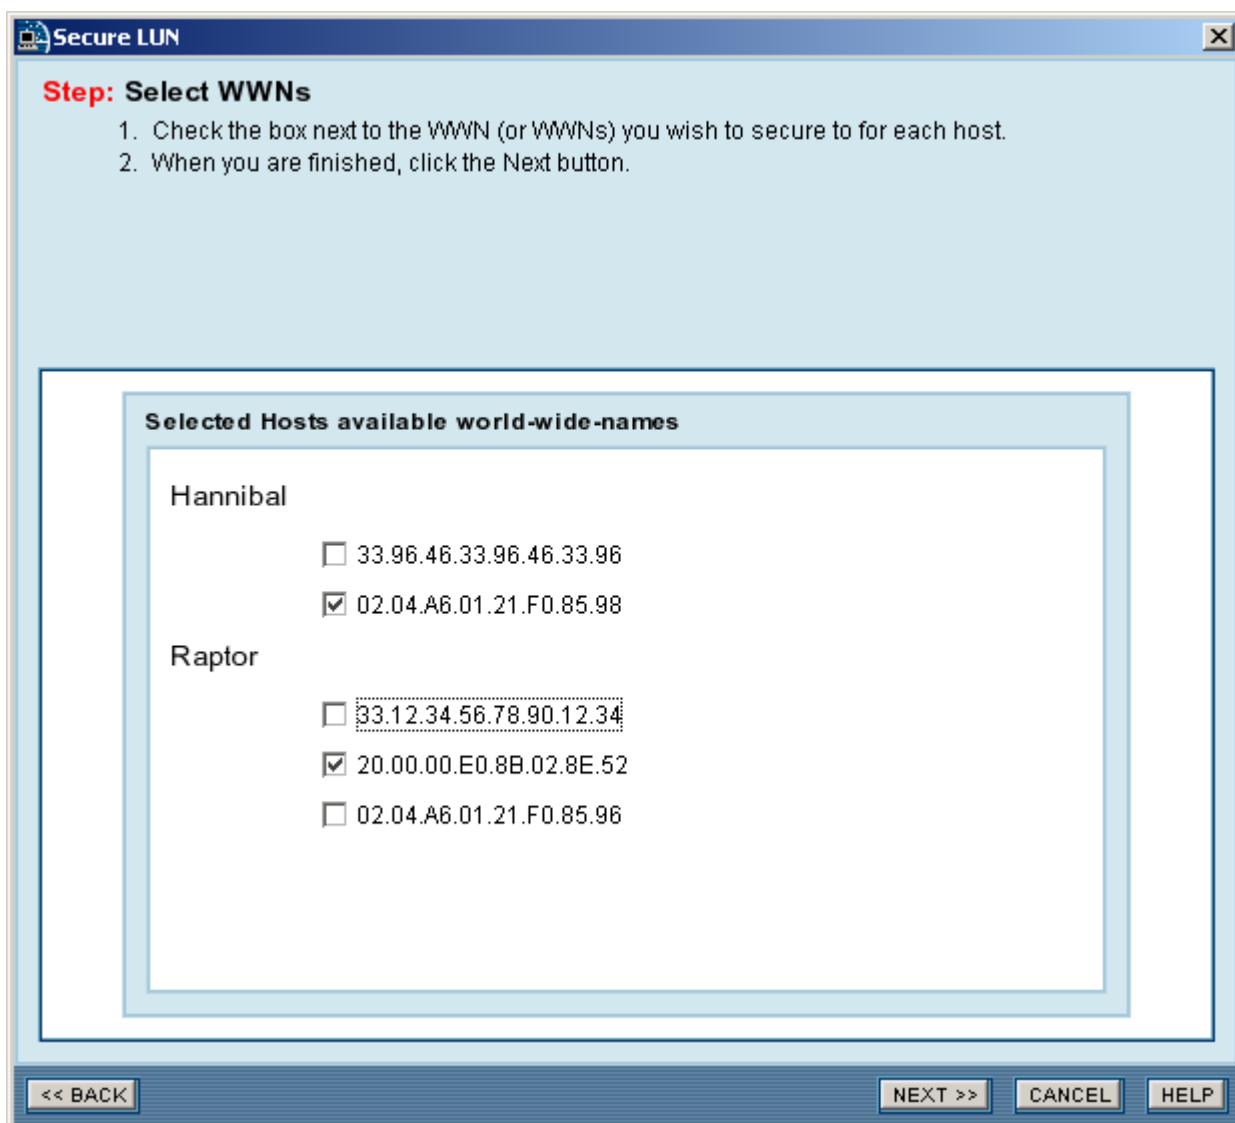 Secure LUN
Step: Select WWNs
1. Check the box next to the WWN (or WWNs) you wish to secure to for each host.
2. When you are finished, click the Next button.
Selected Hosts available world-wide-names
Hannibal
33.96.46.33.96.46.33.96
02.04.A6.01.21.F0.85.98
Raptor
33.12.34.56.78.90.12.34
20.00.00.E0.8B.02.8E.52
02.04.A6.01.21.F0.85.96
<< BACK NEXT >> CANCEL HELP